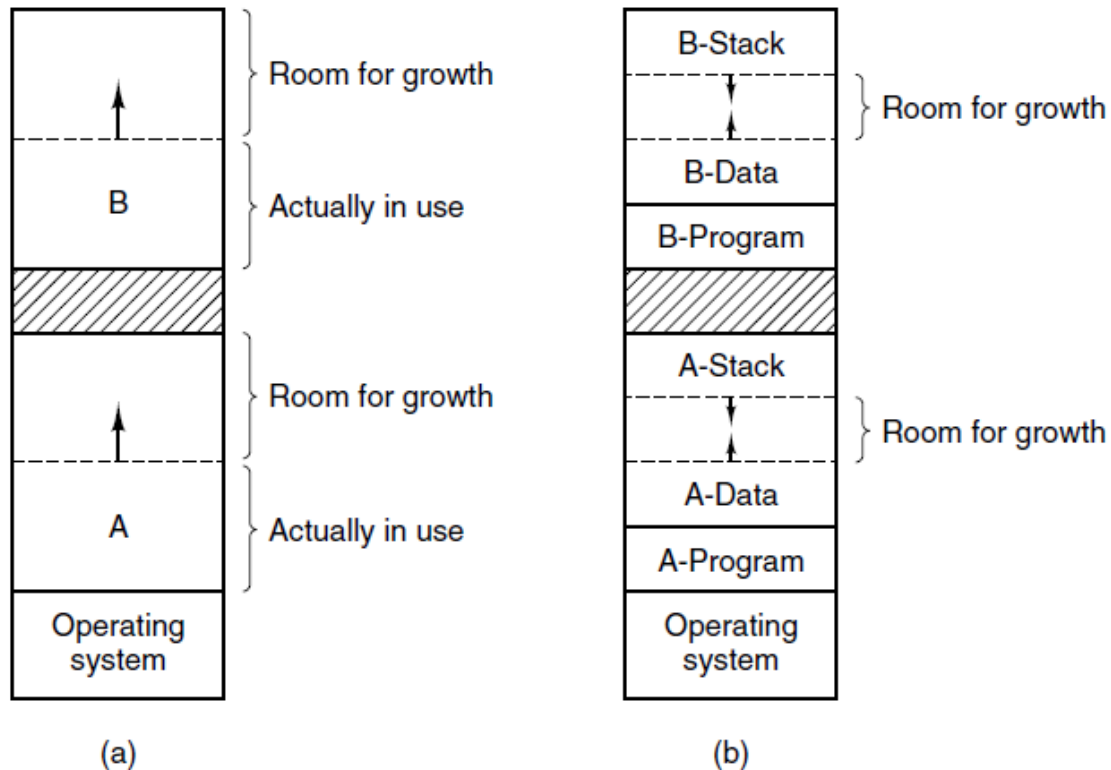 Room for growth
B
Actually in use
Room for growth
A
Actually in use
Operating
system
(a)
B-Stack
Room for growth
B-Data
B-Program
A-Stack
Room for growth
A-Data
A-Program
Operating
system
(b)